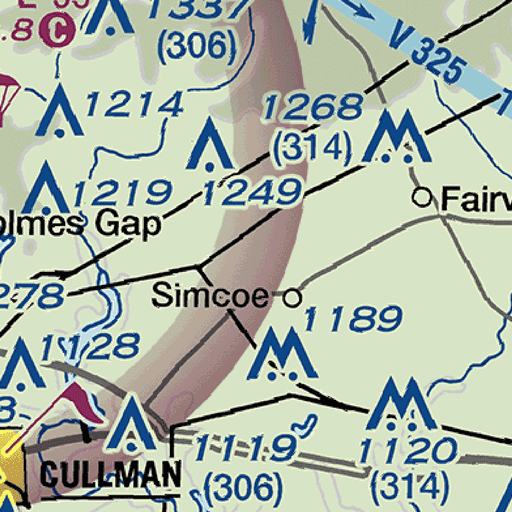 1337
.8 C
(306)
V 325
1214
1268
(314)
1219
1249
Fairv
olmes Gap
278
Simcoe
1189
1128
1119
1120
CULLMAN
(306)
(314)